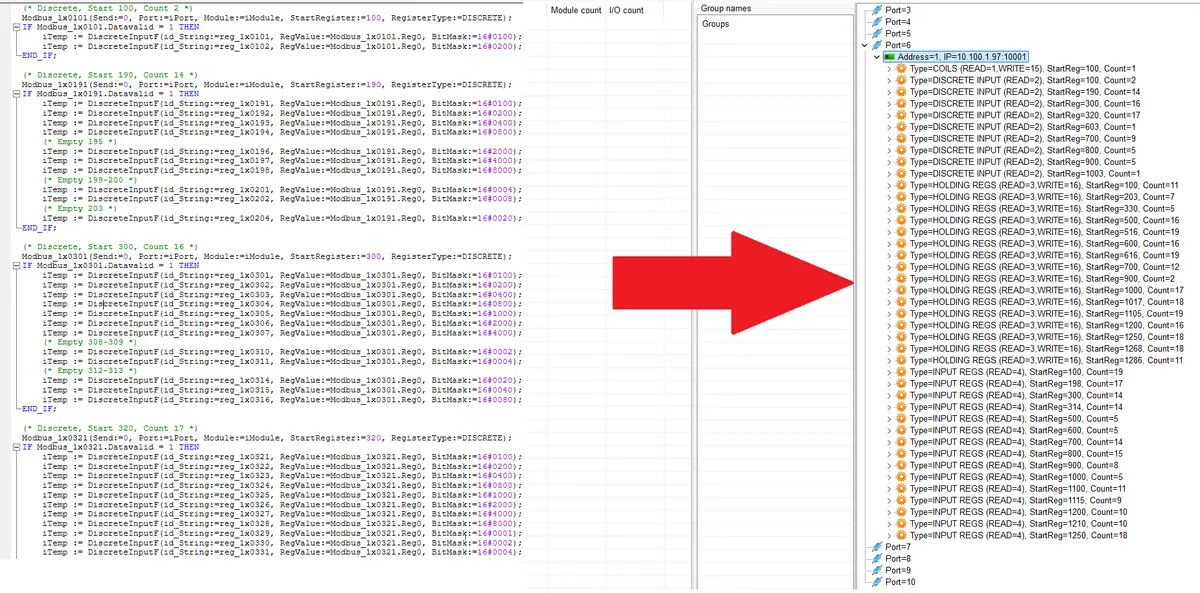 (* Discrete, Start 100, Count 2 *)
Modbus_1x0101(Send:=0, Port:=iPort, Module:=iModule, StartRegister:=100, RegisterType:=DISCRETE);
IF Modbus_1x0101.Datavalid = 1 THEN
iTemp := DiscreteInputF(id_String:=reg_1x0101, RegValue:=Modbus_1x0101.Reg0, BitMask:=16#0100);
iTemp := DiscreteInputF(id_String:=reg_1x0102, RegValue:=Modbus_1x0101.Reg0, BitMask:=16#0200);
END_IF;
(* Discrete, Start 190, Count 14 *)
Modbus_1x0191(Send:=0, Port:=iPort, Module:=iModule, StartRegister:=190, RegisterType:=DISCRETE);
IF Modbus_1x0191.Datavalid = 1 THEN
iTemp := DiscreteInputF(id_String:=reg_1x0191, RegValue:=Modbus_1x0191.Reg0, BitMask:=16#0100);
iTemp := DiscreteInputF(id_String:=reg_1x0192, RegValue:=Modbus_1x0191.Reg0, BitMask:=16#0200);
iTemp := DiscreteInputF(id_String:=reg_1x0193, RegValue:=Modbus_1x0191.Reg0, BitMask:=16#0400);
iTemp := DiscreteInputF(id_String:=reg_1x0194, RegValue:=Modbus_1x0191.Reg0, BitMask:=16#0800);
(* Empty 195 *)
iTemp := DiscreteInputF(id_String:=reg_1x0196, RegValue:=Modbus_1x0191.Reg0, BitMask:=16#2000);
iTemp := DiscreteInputF(id_String:=reg_1x0197, RegValue:=Modbus_1x0191.Reg0, BitMask:=16#4000);
iTemp := DiscreteInputF(id_String:=reg_1x0198, RegValue:=Modbus_1x0191.Reg0, BitMask:=16#8000);
(* Empty 199-200 *)
iTemp := DiscreteInputF(id_String:=reg_1x0201, RegValue:=Modbus_1x0191.Reg0, BitMask:=16#0004);
iTemp := DiscreteInputF(id_String:=reg_1x0202, RegValue:=Modbus_1x0191.Reg0, BitMask:=16#0008);
(* Empty 203 *)
iTemp := DiscreteInputF(id_String:=reg_1x0204, RegValue:=Modbus_1x0191.Reg0, BitMask:=16#0020);
END_IF;
(* Discrete, Start 300, Count 16 *)
Modbus_1x0301(Send:=0, Port:=iPort, Module:=iModule, StartRegister:=300, RegisterType:=DISCRETE);
IF Modbus_1x0301.Datavalid = 1 THEN
iTemp := DiscreteInputF(id_String:=reg_1x0301, RegValue:=Modbus_1x0301.Reg0, BitMask:=16#0100);
iTemp := DiscreteInputF(id_String:=reg_1x0302, RegValue:=Modbus_1x0301.Reg0, BitMask:=16#0200);
iTemp := DiscreteInputF(id_String:=reg_1x0303, RegValue:=Modbus_1x0301.Reg0, BitMask:=16#0400);
iTemp := DiscreteInputF(id_String:=reg_1x0304, RegValue:=Modbus_1x0301.Reg0, BitMask:=16#0800);
iTemp := DiscreteInputF(id_String:=reg_1x0305, RegValue:=Modbus_1x0301.Reg0, BitMask:=16#1000);
iTemp := DiscreteInputF(id_String:=reg_1x0306, RegValue:=Modbus_1x0301.Reg0, BitMask:=16#2000);
iTemp := DiscreteInputF(id_String:=reg_1x0307, RegValue:=Modbus_1x0301.Reg0, BitMask:=16#4000);
(* Empty 308-309 *)
iTemp := DiscreteInputF(id_String:=reg_1x0310, RegValue:=Modbus_1x0301.Reg0, BitMask:=16#0002);
iTemp := DiscreteInputF(id_String:=reg_1x0311, RegValue:=Modbus_1x0301.Reg0, BitMask:=16#0004);
(* Empty 312-313 *)
iTemp := DiscreteInputF(id_String:=reg_1x0314, RegValue:=Modbus_1x0301.Reg0, BitMask:=16#0020);
iTemp := DiscreteInputF(id_String:=reg_1x0315, RegValue:=Modbus_1x0301.Reg0, BitMask:=16#0040);
iTemp := DiscreteInputF(id_String:=reg_1x0316, RegValue:=Modbus_1x0301.Reg0, BitMask:=16#0080);
END_IF;
(* Discrete, Start 320, Count 17 *)
Modbus_1x0321(Send:=0, Port:=iPort, Module:=iModule, StartRegister:=320, RegisterType:=DISCRETE);
IF Modbus_1x0321.Datavalid = 1 THEN
iTemp := DiscreteInputF(id_String:=reg_1x0321, RegValue:=Modbus_1x0321.Reg0, BitMask:=16#0100);
iTemp := DiscreteInputF(id_String:=reg_1x0322, RegValue:=Modbus_1x0321.Reg0, BitMask:=16#0200);
iTemp := DiscreteInputF(id_String:=reg_1x0323, RegValue:=Modbus_1x0321.Reg0, BitMask:=16#0400);
iTemp := DiscreteInputF(id_String:=reg_1x0324, RegValue:=Modbus_1x0321.Reg0, BitMask:=16#0800);
iTemp := DiscreteInputF(id_String:=reg_1x0325, RegValue:=Modbus_1x0321.Reg0, BitMask:=16#1000);
iTemp := DiscreteInputF(id_String:=reg_1x0326, RegValue:=Modbus_1x0321.Reg0, BitMask:=16#2000);
iTemp := DiscreteInputF(id_String:=reg_1x0327, RegValue:=Modbus_1x0321.Reg0, BitMask:=16#4000);
iTemp := DiscreteInputF(id_String:=reg_1x0328, RegValue:=Modbus_1x0321.Reg0, BitMask:=16#8000);
iTemp := DiscreteInputF(id_String:=reg_1x0329, RegValue:=Modbus_1x0321.Reg0, BitMask:=16#0001);
iTemp := DiscreteInputF(id_String:=reg_1x0330, RegValue:=Modbus_1x0321.Reg0, BitMask:=16#0002);
iTemp := DiscreteInputF(id_String:=reg_1x0331, RegValue:=Modbus_1x0321.Reg0, BitMask:=16#0004);
Module count I/O count
Group names
Groups
Port=3
Port=4
Port=5
Port=6
Address=1, IP=10.100.1.97:10001
Type=COILS (READ=1,WRITE=15), StartReg=100, Count=1
Type=DISCRETE INPUT (READ=2), StartReg=100, Count=2
Type=DISCRETE INPUT (READ=2), StartReg=190, Count=14
Type=DISCRETE INPUT (READ=2), StartReg=300, Count=16
Type=DISCRETE INPUT (READ=2), StartReg=320, Count=17
Type=DISCRETE INPUT (READ=2), StartReg=603, Count=1
Type=DISCRETE INPUT (READ=2), StartReg=700, Count=9
Type=DISCRETE INPUT (READ=2), StartReg=800, Count=5
Type=DISCRETE INPUT (READ=2), StartReg=900, Count=5
Type=DISCRETE INPUT (READ=2), StartReg=1003, Count=1
Type=HOLDING REGS (READ=3,WRITE=16), StartReg=100, Count=11
Type=HOLDING REGS (READ=3,WRITE=16), StartReg=203, Count=7
Type=HOLDING REGS (READ=3,WRITE=16), StartReg=330, Count=5
Type=HOLDING REGS (READ=3,WRITE=16), StartReg=500, Count=16
Type=HOLDING REGS (READ=3,WRITE=16), StartReg=516, Count=19
Type=HOLDING REGS (READ=3,WRITE=16), StartReg=600, Count=16
Type=HOLDING REGS (READ=3,WRITE=16), StartReg=616, Count=19
Type=HOLDING REGS (READ=3,WRITE=16), StartReg=700, Count=12
Type=HOLDING REGS (READ=3,WRITE=16), StartReg=900, Count=2
Type=HOLDING REGS (READ=3,WRITE=16), StartReg=1000, Count=17
Type=HOLDING REGS (READ=3,WRITE=16), StartReg=1017, Count=18
Type=HOLDING REGS (READ=3,WRITE=16), StartReg=1105, Count=19
Type=HOLDING REGS (READ=3,WRITE=16), StartReg=1200, Count=16
Type=HOLDING REGS (READ=3,WRITE=16), StartReg=1250, Count=18
Type=HOLDING REGS (READ=3,WRITE=16), StartReg=1268, Count=18
Type=HOLDING REGS (READ=3,WRITE=16), StartReg=1286, Count=11
Type=INPUT REGS (READ=4), StartReg=100, Count=19
Type=INPUT REGS (READ=4), StartReg=198, Count=17
Type=INPUT REGS (READ=4), StartReg=300, Count=14
Type=INPUT REGS (READ=4), StartReg=314, Count=14
Type=INPUT REGS (READ=4), StartReg=500, Count=5
Type=INPUT REGS (READ=4), StartReg=600, Count=5
Type=INPUT REGS (READ=4), StartReg=700, Count=14
Type=INPUT REGS (READ=4), StartReg=800, Count=15
Type=INPUT REGS (READ=4), StartReg=900, Count=8
Type=INPUT REGS (READ=4), StartReg=1000, Count=5
Type=INPUT REGS (READ=4), StartReg=1100, Count=11
Type=INPUT REGS (READ=4), StartReg=1115, Count=9
Type=INPUT REGS (READ=4), StartReg=1200, Count=10
Type=INPUT REGS (READ=4), StartReg=1210, Count=10
Type=INPUT REGS (READ=4), StartReg=1250, Count=18
Port=7
Port=8
Port=9
Port=10